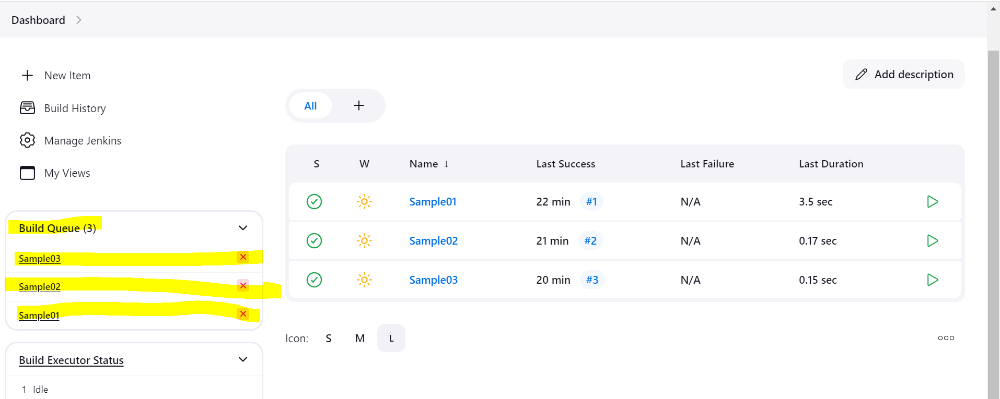 Dashboard
New Item
Build History
Manage Jenkins
My Views
Build Queue (3)
Sample03
Sample02
Sample01
Build Executor Status
1 Idle
Add description
All +
S W Name ↓ Last Success Last Failure Last Duration
Sample01 22 min #1 N/A 3.5 sec
Sample02 21 min #2 N/A 0.17 sec
Sample03 20 min #3 N/A 0.15 sec
Icon: S M L